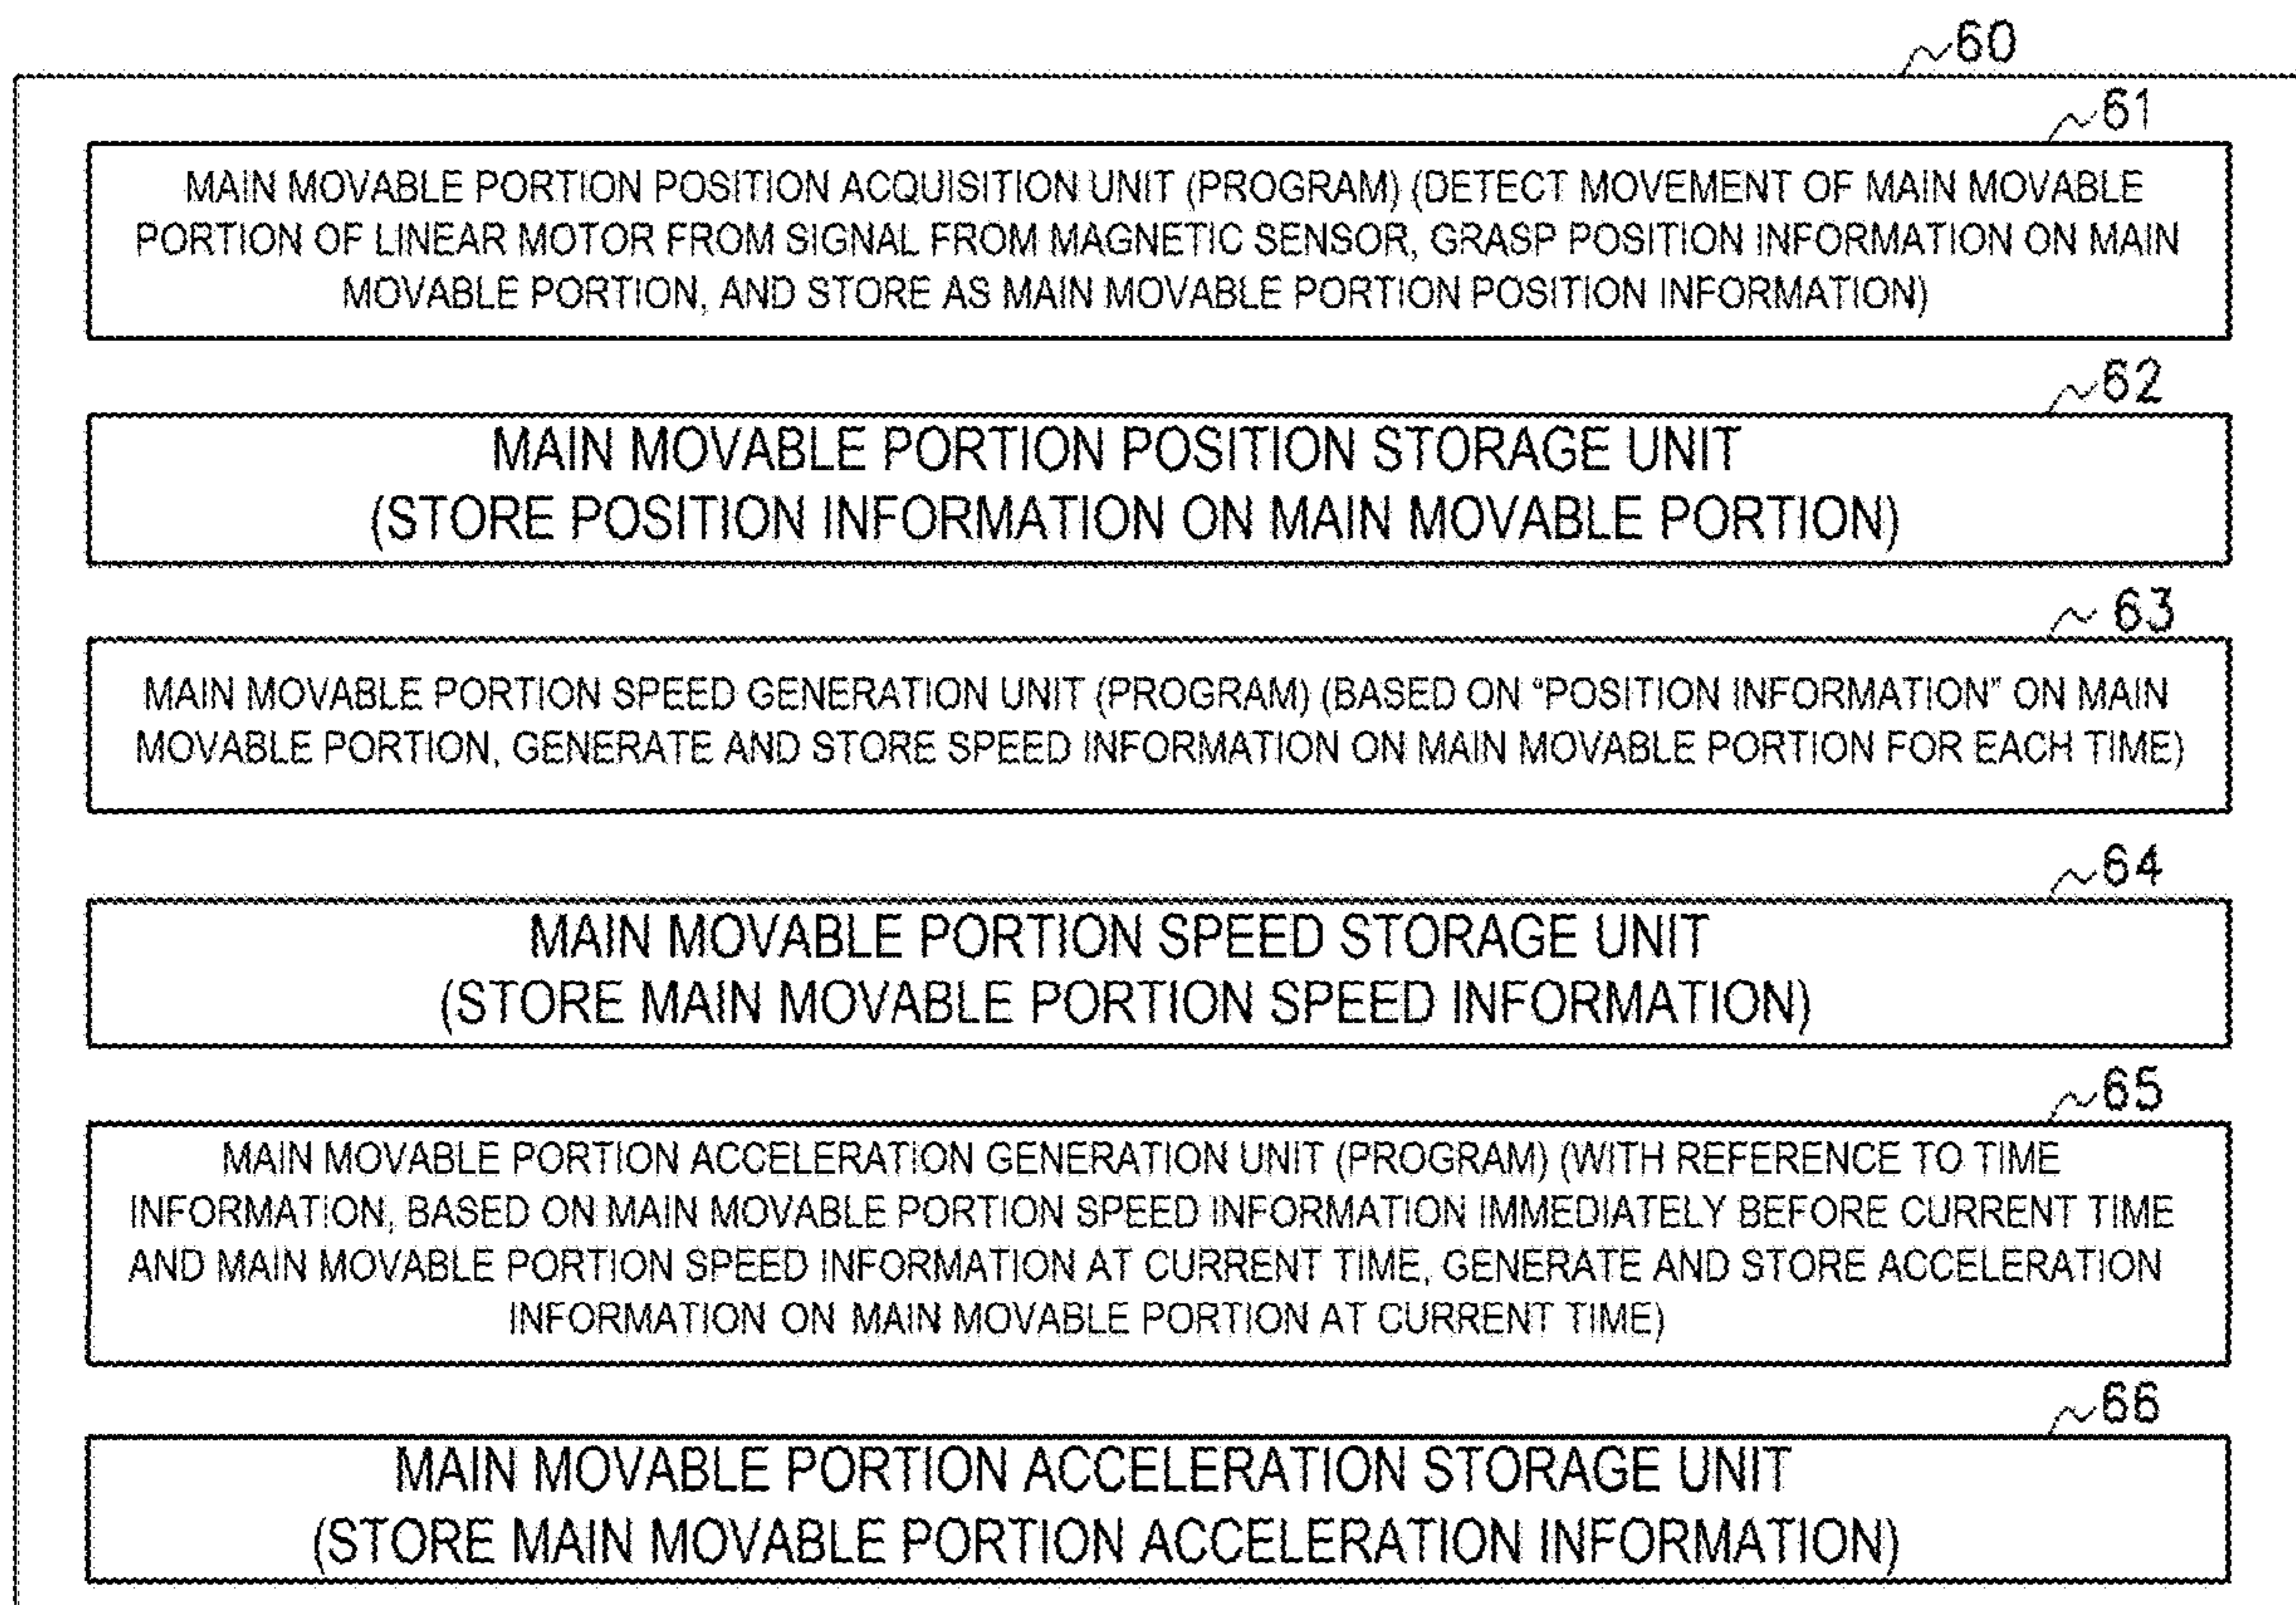 60
61
MAIN MOVABLE PORTION POSITION ACQUISITION UNIT (PROGRAM) (DETECT MOVEMENT OF MAIN MOVABLE
PORTION OF LINEAR MOTOR FROM SIGNAL FROM MAGNETIC SENSOR, GRASP POSITION INFORMATION ON MAIN
MOVABLE PORTION, AND STORE AS MAIN MOVABLE PORTION POSITION INFORMATION)
62
MAIN MOVABLE PORTION POSITION STORAGE UNIT
(STORE POSITION INFORMATION ON MAIN MOVABLE PORTION)
63
MAIN MOVABLE PORTION SPEED GENERATION UNIT (PROGRAM) (BASED ON “POSITION INFORMATION” ON MAIN
MOVABLE PORTION, GENERATE AND STORE SPEED INFORMATION ON MAIN MOVABLE PORTION FOR EACH TIME)
64
MAIN MOVABLE PORTION SPEED STORAGE UNIT
(STORE MAIN MOVABLE PORTION SPEED INFORMATION)
65
MAIN MOVABLE PORTION ACCELERATION GENERATION UNIT (PROGRAM) (WITH REFERENCE TO TIME
INFORMATION, BASED ON MAIN MOVABLE PORTION SPEED INFORMATION IMMEDIATELY BEFORE CURRENT TIME
AND MAIN MOVABLE PORTION SPEED INFORMATION AT CURRENT TIME, GENERATE AND STORE ACCELERATION
INFORMATION ON MAIN MOVABLE PORTION AT CURRENT TIME)
66
MAIN MOVABLE PORTION ACCELERATION STORAGE UNIT
(STORE MAIN MOVABLE PORTION ACCELERATION INFORMATION)